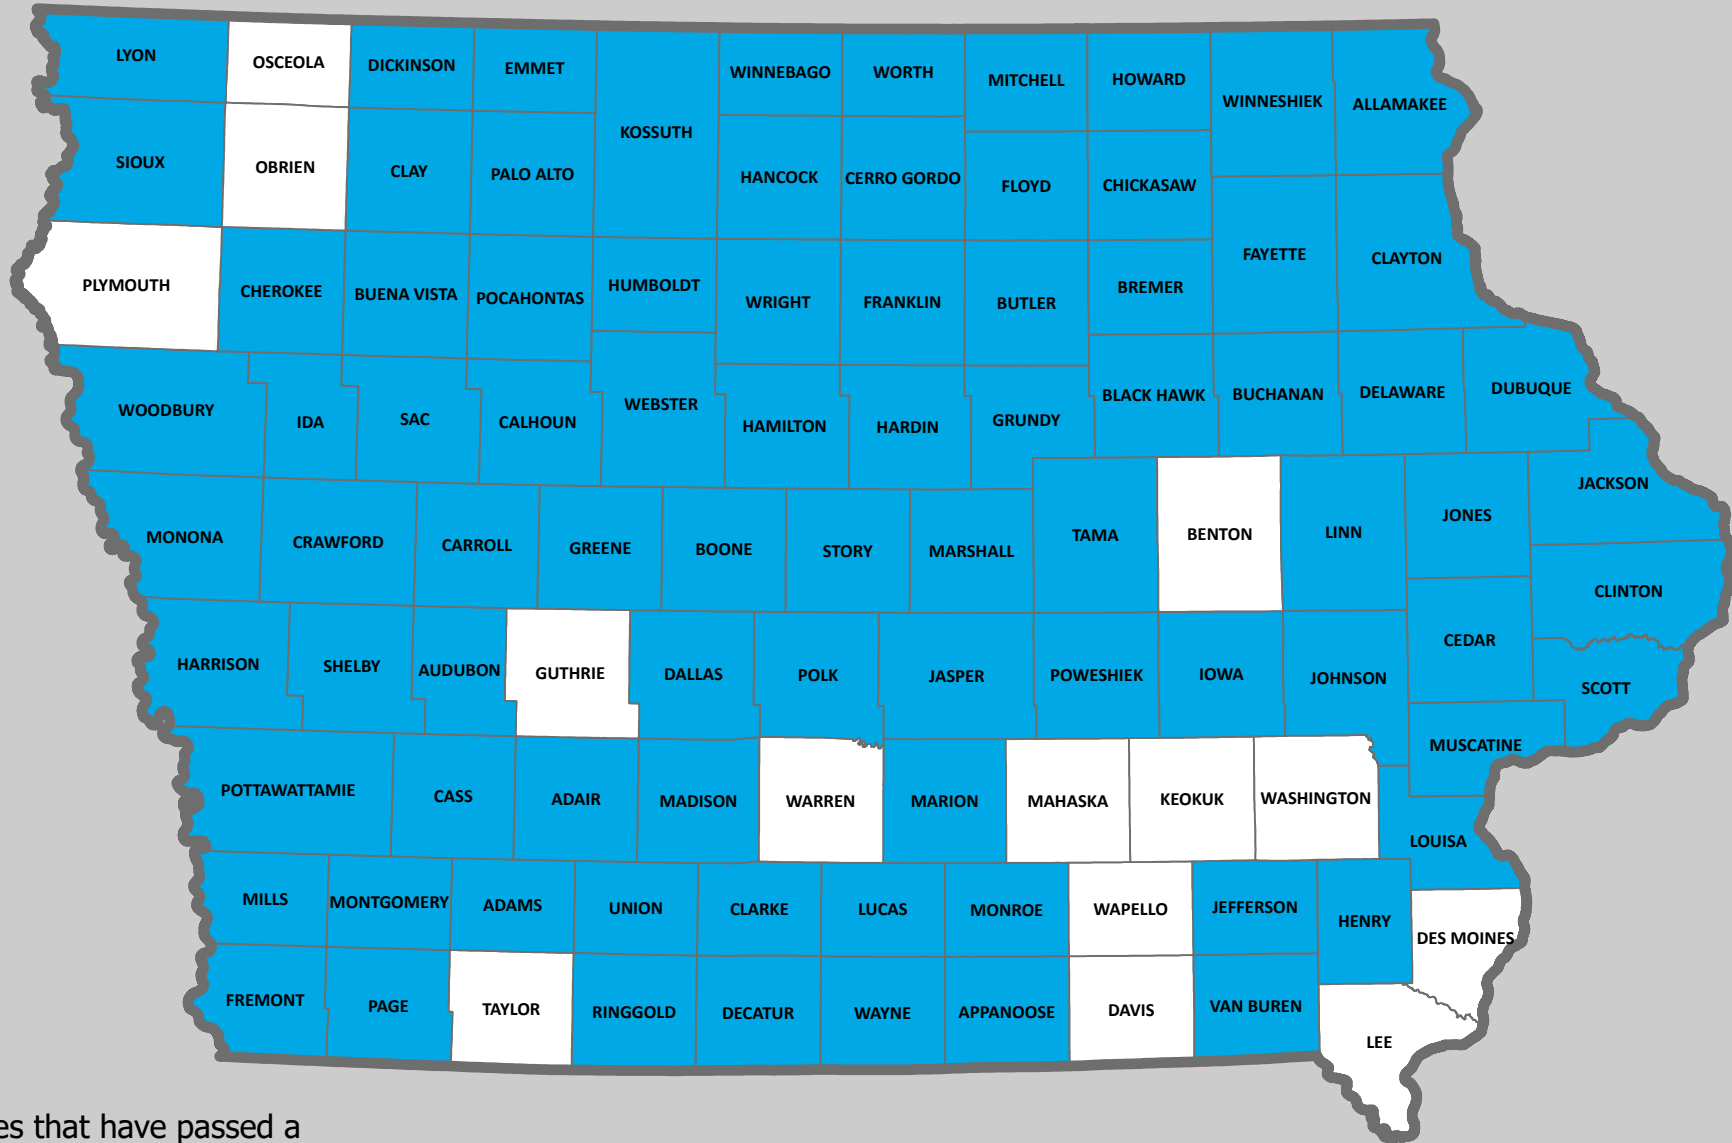 LYON
OSCEOLA
DICKINSON
EMMET
KOSSUTH
WINNEBAGO
WORTH
MITCHELL
HOWARD
WINNESHIEK
ALLAMAKEE
SIOUX
OBRIEN
CLAY
PALO ALTO
HANCOCK
CERRO GORDO
FLOYD
CHICKASAW
FAYETTE
CLAYTON
PLYMOUTH
CHEROKEE
BUENA VISTA
POCAHONTAS
HUMBOLDT
WRIGHT
FRANKLIN
BUTLER
BREMER
WOODBURY
IDA
SAC
CALHOUN
WEBSTER
HAMILTON
HARDIN
GRUNDY
BLACK HAWK
BUCHANAN
DELAWARE
DUBUQUE
MONONA
CRAWFORD
CARROLL
GREENE
BOONE
STORY
MARSHALL
TAMA
BENTON
LINN
JONES
JACKSON
CLINTON
HARRISON
SHELBY
AUDUBON
GUTHRIE
DALLAS
POLK
JASPER
POWESHIEK
IOWA
JOHNSON
CEDAR
SCOTT
POTTAWATTAMIE
CASS
ADAIR
MADISON
WARREN
MARION
MAHASKA
KEOKUK
WASHINGTON
MUSCATINE
LOUISA
MILLS
MONTGOMERY
ADAMS
UNION
CLARKE
LUCAS
MONROE
WAPELLO
JEFFERSON
HENRY
DES MOINES
FREMONT
PAGE
TAYLOR
RINGGOLD
DECATUR
WAYNE
APPANOOSE
DAVIS
VAN BUREN
LEE
es that have passed a